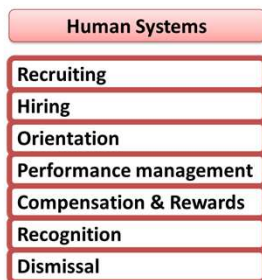 Human Systems
Recruiting
Hiring
Orientation
Performance management
Compensation & Rewards
Recognition
Dismissal